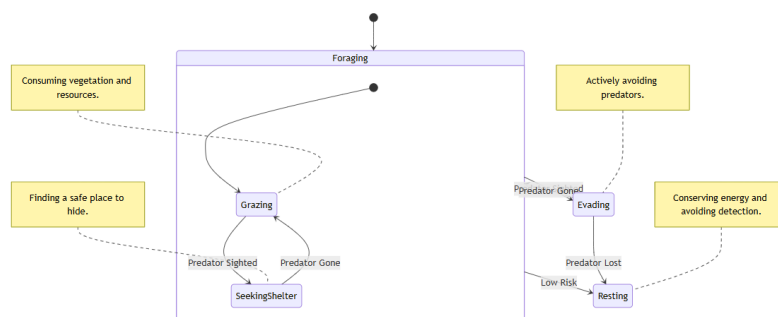 Foraging
Consuming vegetation and
resources.
Actively avoiding
predators.
Finding a safe place to
hide.
Grazing
Predator Gone
Evading
Conserving energy and
avoiding detection.
Predator Sighted
Predator Gone
Predator Lost
Low Risk
SeekingShelter
Resting